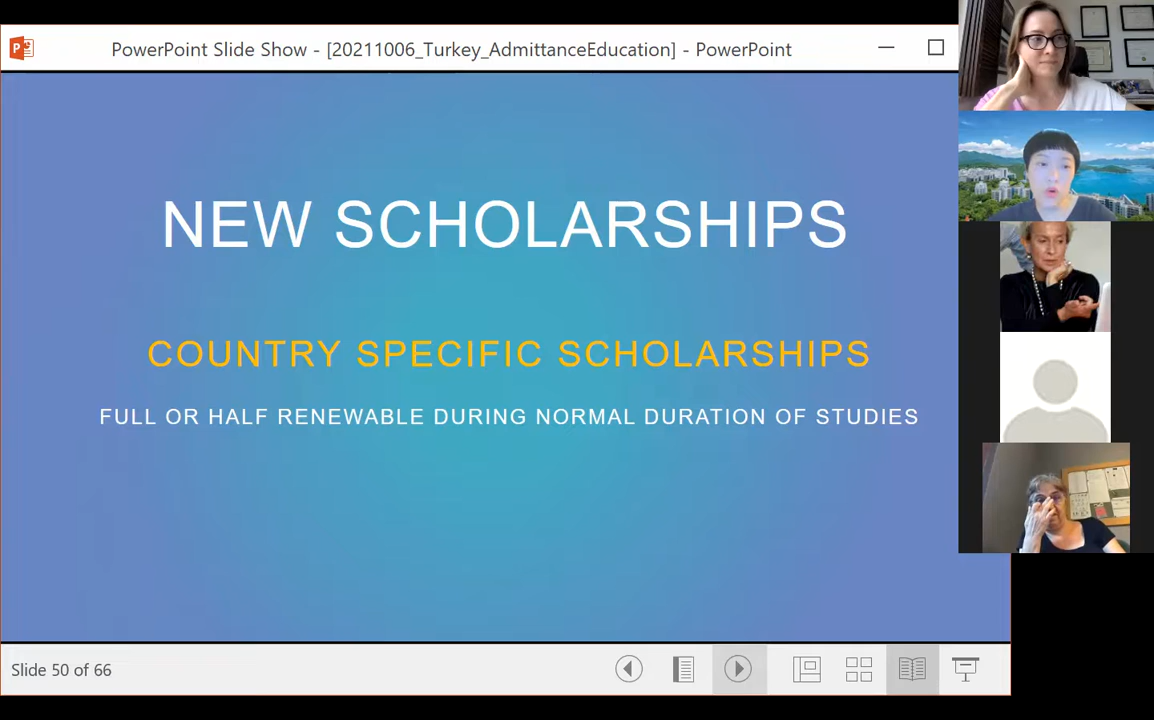 PowerPoint Slide Show - [20211006_Turkey_AdmittanceEducation] - PowerPoint
NEW SCHOLARSHIPS
COUNTRY SPECIFIC SCHOLARSHIPS
FULL OR HALF RENEWABLE DURING NORMAL DURATION OF STUDIES
Slide 50 of 66